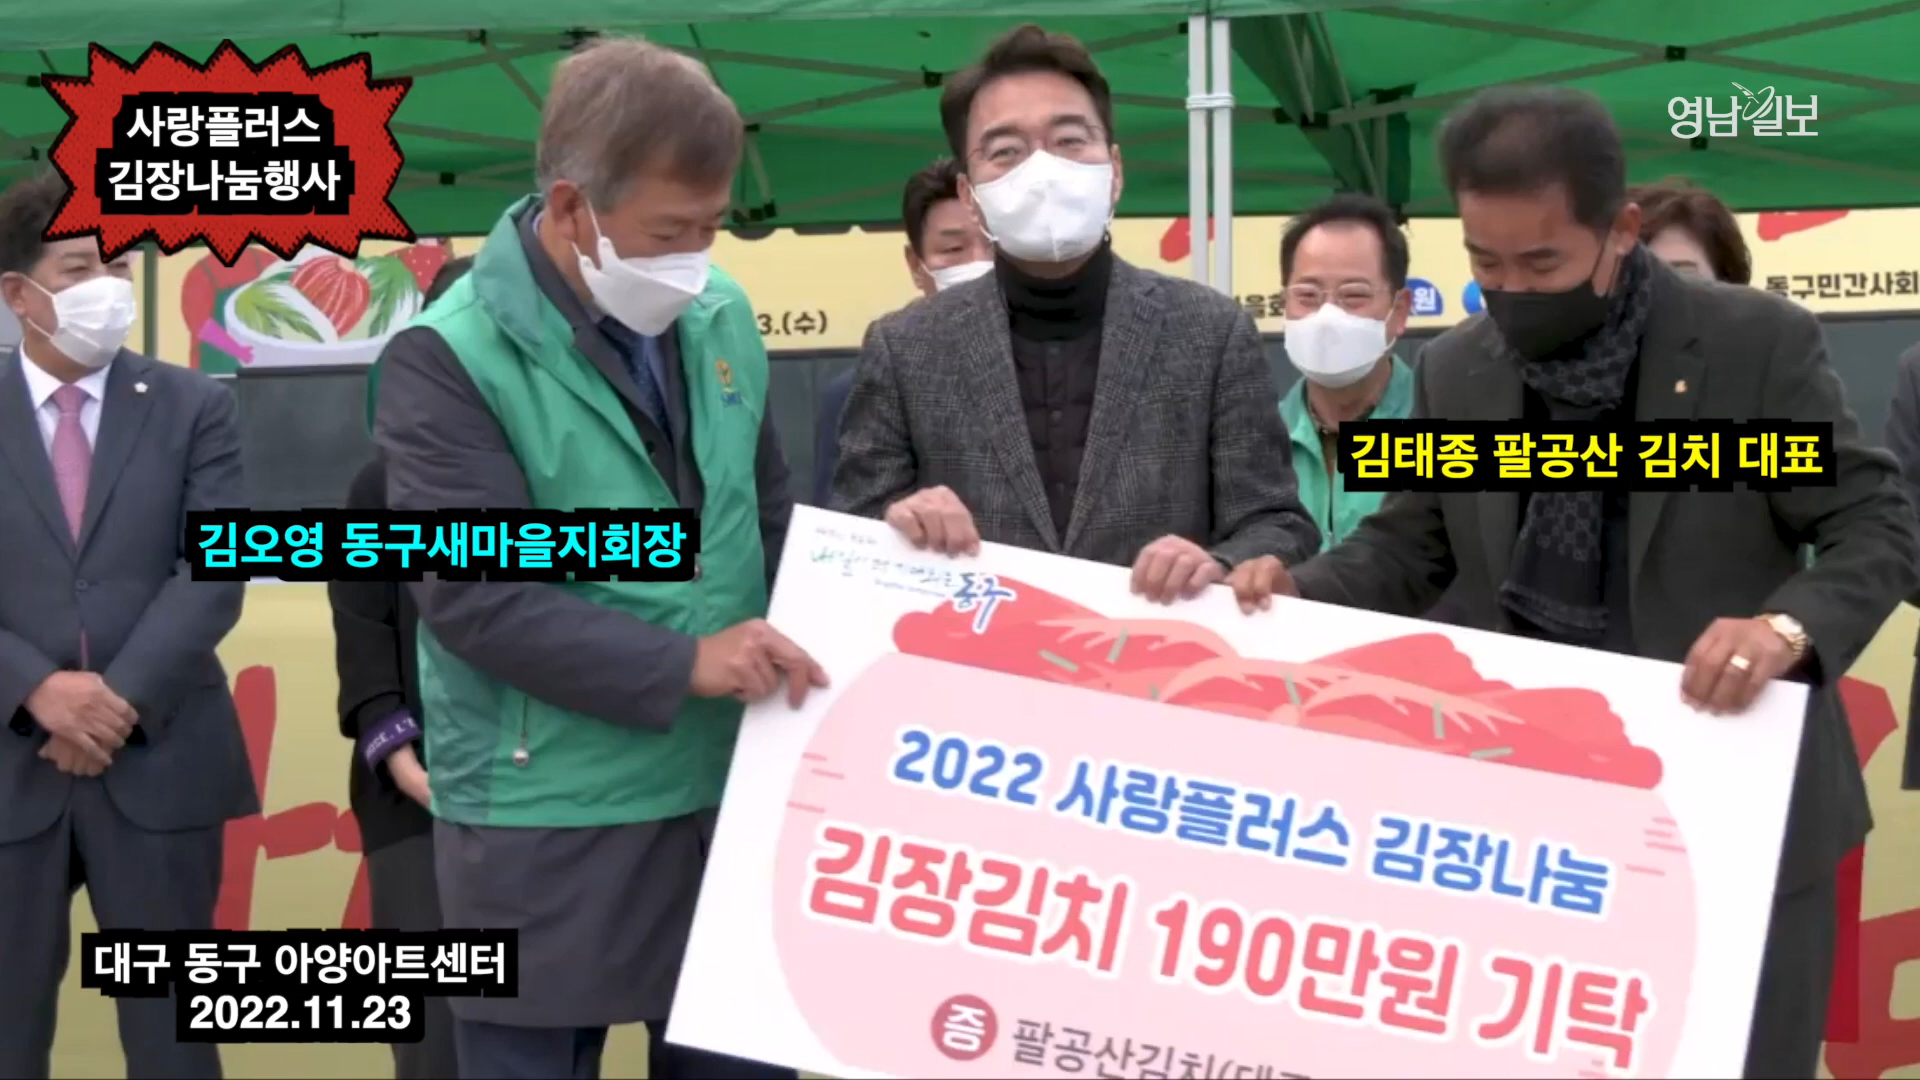 사랑플러스
김장나눔행사
영남일보
3.(수)
원
동구민간사회
김태종 팔공산 김치 대표
김오영 동구새마을지회장
동구
2022 사랑플러스 김장나눔
김장김치 190만원 기탁
증 팔공산김치(대
대구 동구 아양아트센터
2022.11.23